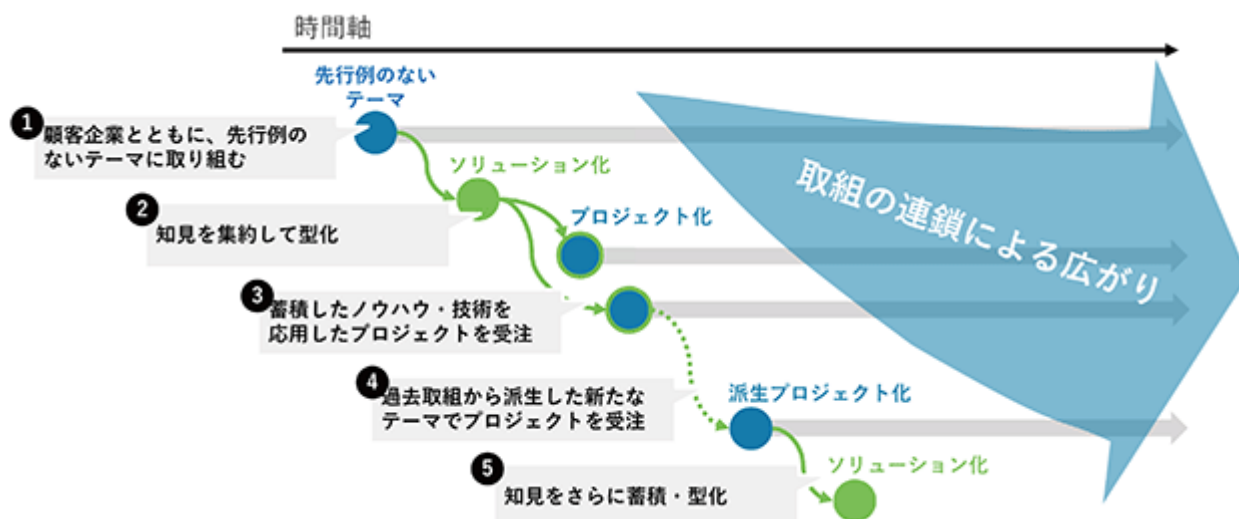 時間軸
先行例のない
テーマ
1
顧客企業とともに、先行例の
ないテーマに取り組む
ソリューション化
2
知見を集約して型化
プロジェクト化
3
蓄積したノウハウ・技術を
応用したプロジェクトを受注
4
過去取組から派生した新たな
テーマでプロジェクトを受注
派生プロジェクト化
5
知見をさらに蓄積・型化
ソリューション化
取組の連鎖による広がり